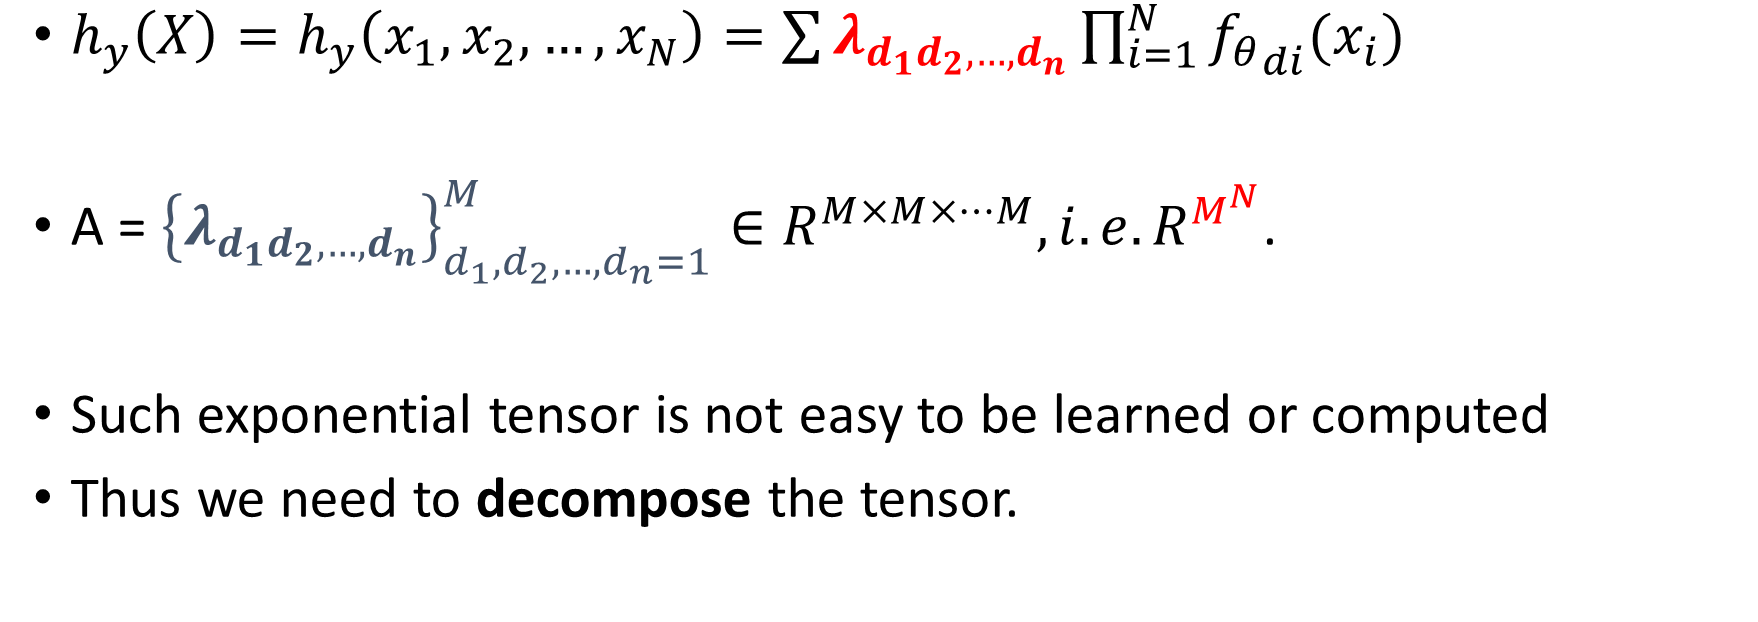 • h_y(X) = h_y(x_1, x_2, … , x_N) = ∑ λ_{d_1 d_2,…,d_n} ∏_{i=1}^{N} f_{θ_{di}}(x_i)
• A = {λ_{d_1 d_2,…,d_n}}_{d_1,d_2,…,d_n=1}^{M} ∈ R^{M×M×⋯M}, i.e. R^{M^N}.
• Such exponential tensor is not easy to be learned or computed
• Thus we need to decompose the tensor.